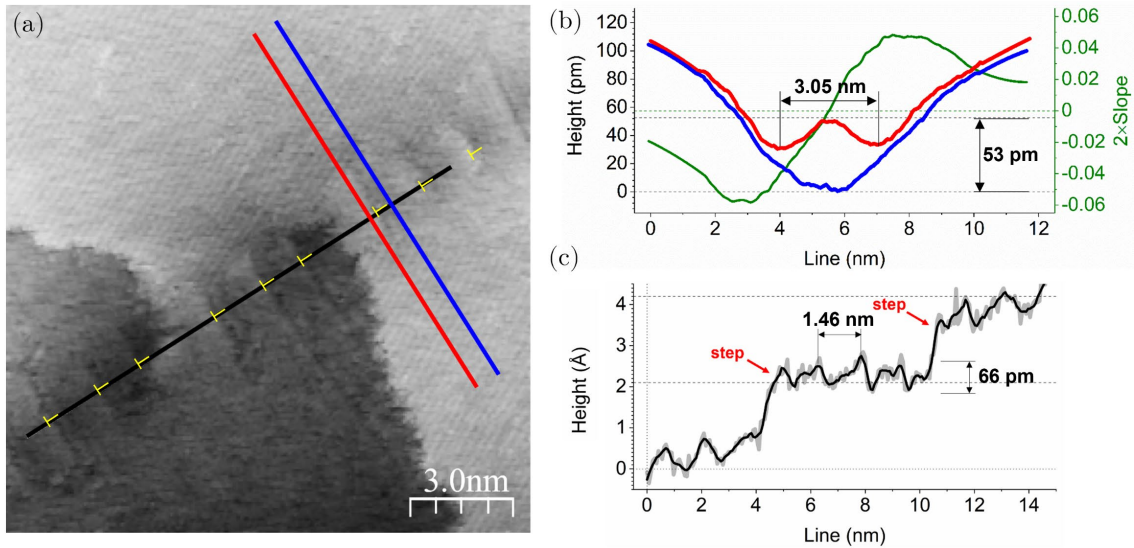 (a)
3.0nm
(b)
120
100
80
60
40
20
0
Height (pm)
3.05 nm
53 pm
0.06
0.04
0.02
0
-0.02
-0.04
-0.06
2×Slope
0 2 4 6 8 10 12
Line (nm)
(c)
4
3
2
1
0
Height (Å)
step
1.46 nm
step
66 pm
0 2 4 6 8 10 12 14
Line (nm)